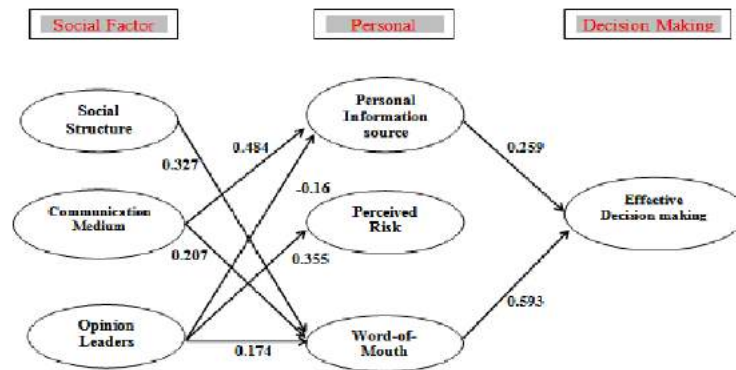 Social Factor
Personal
Decision Making
Social
Structure
Personal
Information
source
0.484
0.327
0.259
-0.16
Communication
Medium
Perceived
Risk
Effective
Decision making
0.207
0.355
0.593
Opinion
Leaders
Word-of-
Mouth
0.174